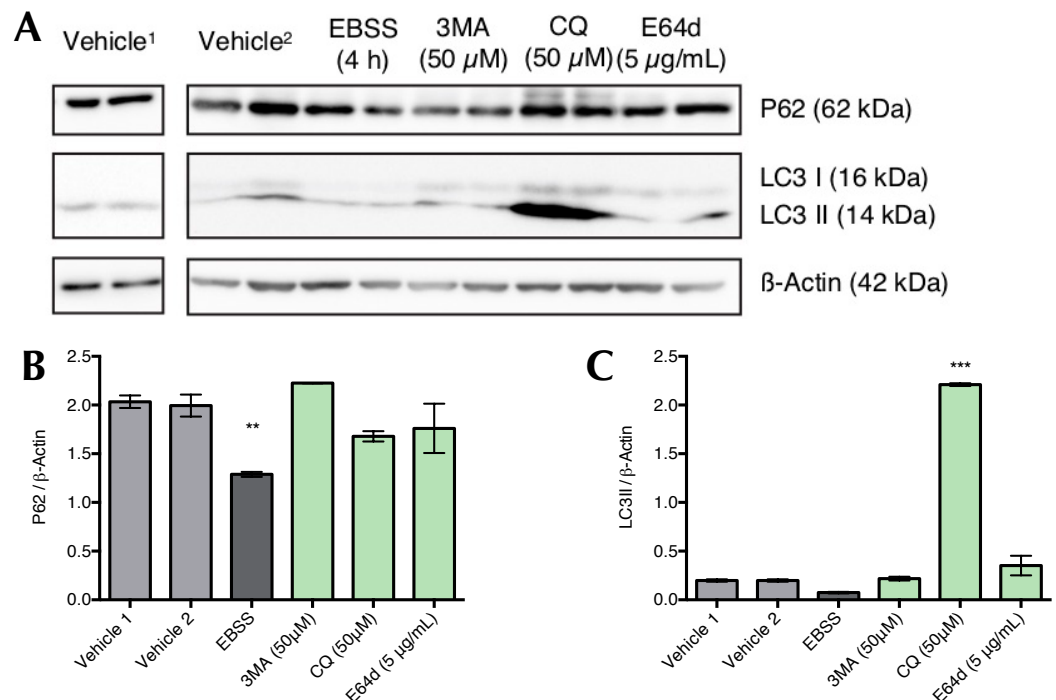 A
Vehicle¹
Vehicle²
EBSS
(4 h)
3MA
(50 µM)
CQ
(50 µM)
E64d
(5 µg/mL)
P62 (62 kDa)
LC3 I (16 kDa)
LC3 II (14 kDa)
ß-Actin (42 kDa)
B
P62 / β-Actin
2.5
2.0
1.5
1.0
0.5
0.0
**
Vehicle 1
Vehicle 2
EBSS
3MA (50µM)
CQ (50µM)
E64d (5 µg/mL)
C
LC3II / β-Actin
2.5
2.0
1.5
1.0
0.5
0.0
***
Vehicle 1
Vehicle 2
EBSS
3MA (50µM)
CQ (50µM)
E64d (5 µg/mL)